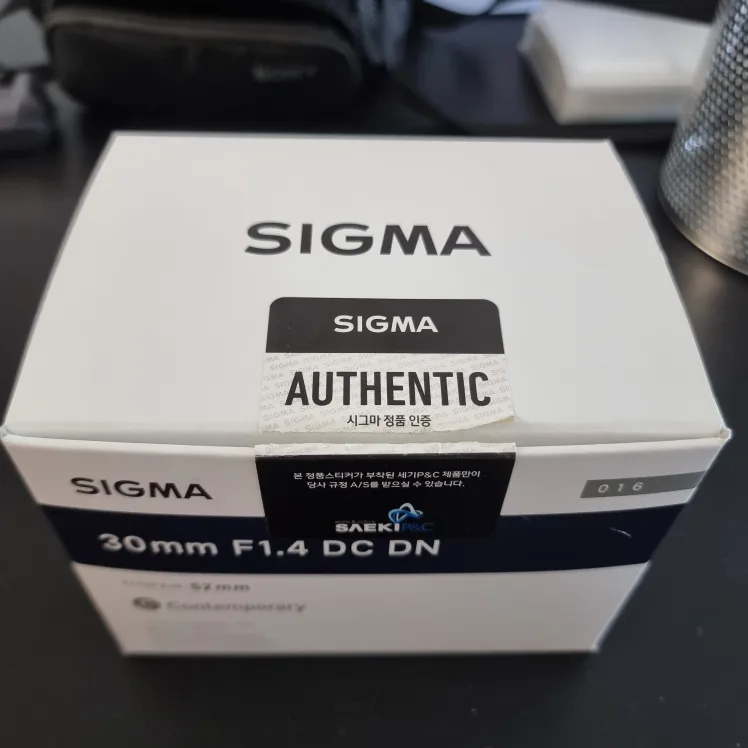 SIGMA
SIGMA
AUTHENTIC
시그마 정품 인증
본 정품스티커가 부착된 세기P&C 제품만이
당사 규정 A/S를 받으실 수 있습니다.
SAEKI P&C
SIGMA
016
30mm F1.4 DC DN
52mm
Contemporary